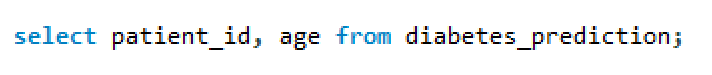 select patient_id, age from diabetes_prediction;